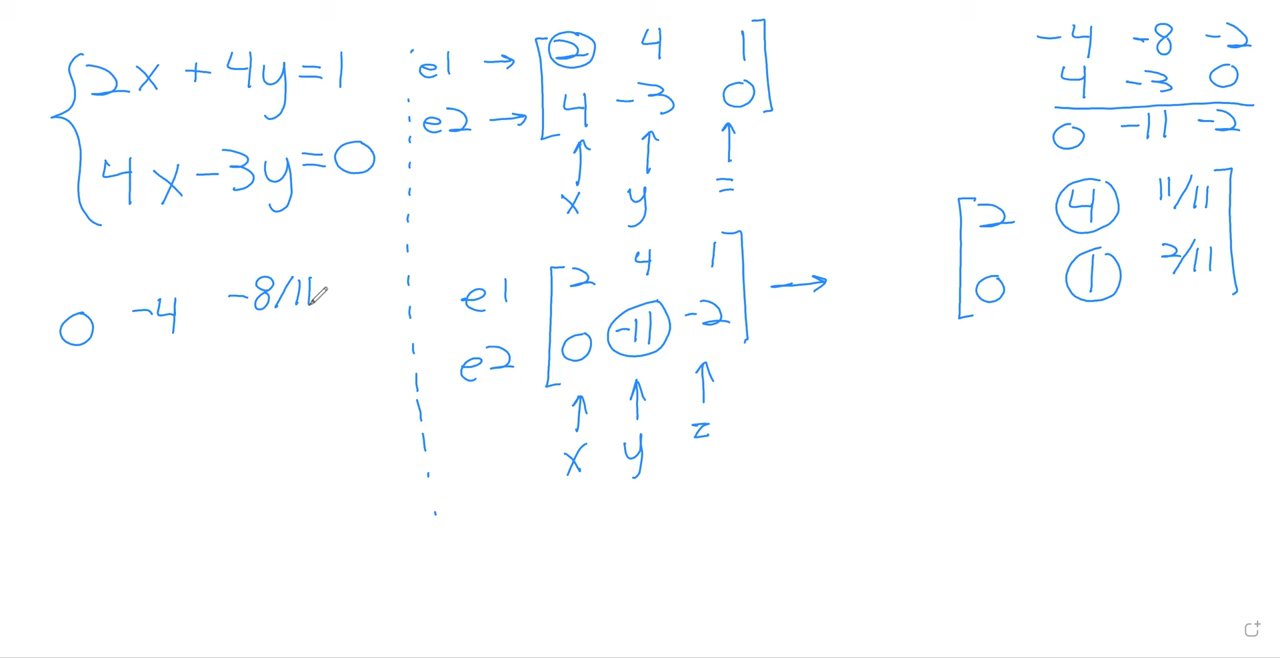 2x + 4y = 1
4x - 3y = 0
0 -4 -8/11
e1 → [ 2 4 1
e2 → 4 -3 0 ]
↑ ↑ ↑
x y =
e1 [ 2 4 1
e2 0 -11 -2 ] →
↑ ↑ ↑
x y z
-4 -8 -2
4 -3 0
0 -11 -2
[ 2 4 11/11
0 1 2/11 ]